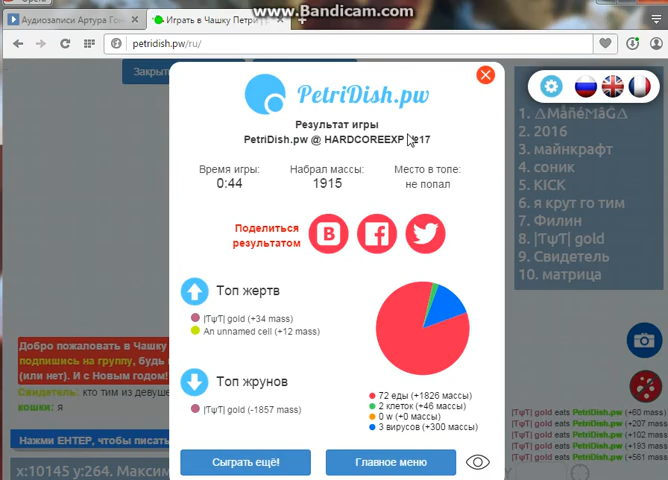 www.Bandicam.com
Аудиозаписи Артура Гом
Играть в Чашку Петри
petridish.pw/ru/
Закрыт
PetriDish.pw
Результат игры
PetriDish.pw @ HARDCOREEXP №17
Время игры:
0:44
Набрал массы:
1915
Место в топе:
не попал
Поделиться
результатом
Топ жертв
|TψT| gold (+34 mass)
An unnamed cell (+12 mass)
Топ жрунов
|TψT| gold (-1857 mass)
72 еды (+1826 массы)
2 клеток (+46 массы)
0 w (+0 массы)
3 вирусов (+300 массы)
Сыграть ещё!
Главное меню
2. 2016
3. майнкрафт
4. соник
5. KICK
6. я крут го тим
7. Филин
8. |TψT| gold
9. Свидетель
10. матрица
Добро пожаловать в Чашку
подпишись на группу, будь
(или нет). И с Новым годом!
Свидетель: кто тим из девуше
кошки: я
Нажми ЕНТЕР, чтобы писать
x:10145 y:264. Максим
|TψT| gold eats PetriDish.pw (+60 mass)
|TψT| gold eats PetriDish.pw (+207 mass)
|TψT| gold eats PetriDish.pw (+102 mass)
|TψT| gold eats PetriDish.pw (+193 mass)
|TψT| gold eats PetriDish.pw (+561 mass)